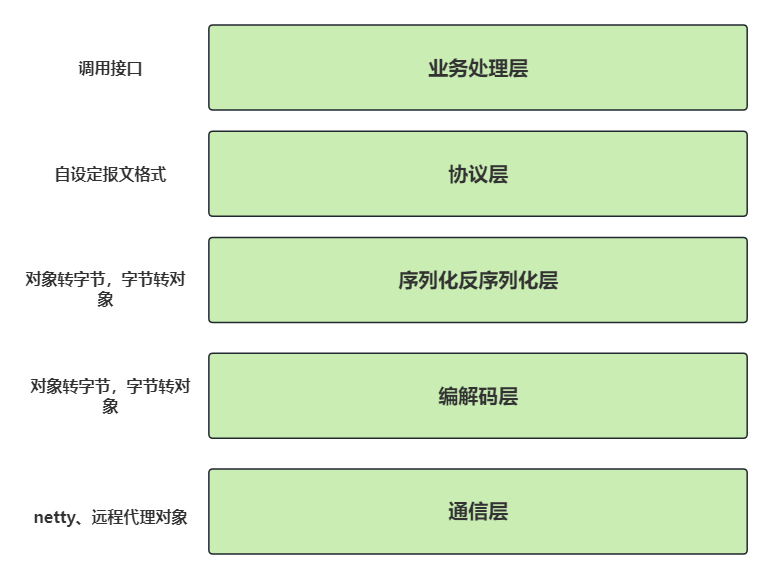 调用接口
业务处理层
自设定报文格式
协议层
对象转字节，字节转对
象
序列化反序列化层
对象转字节，字节转对
象
编解码层
netty、远程代理对象
通信层